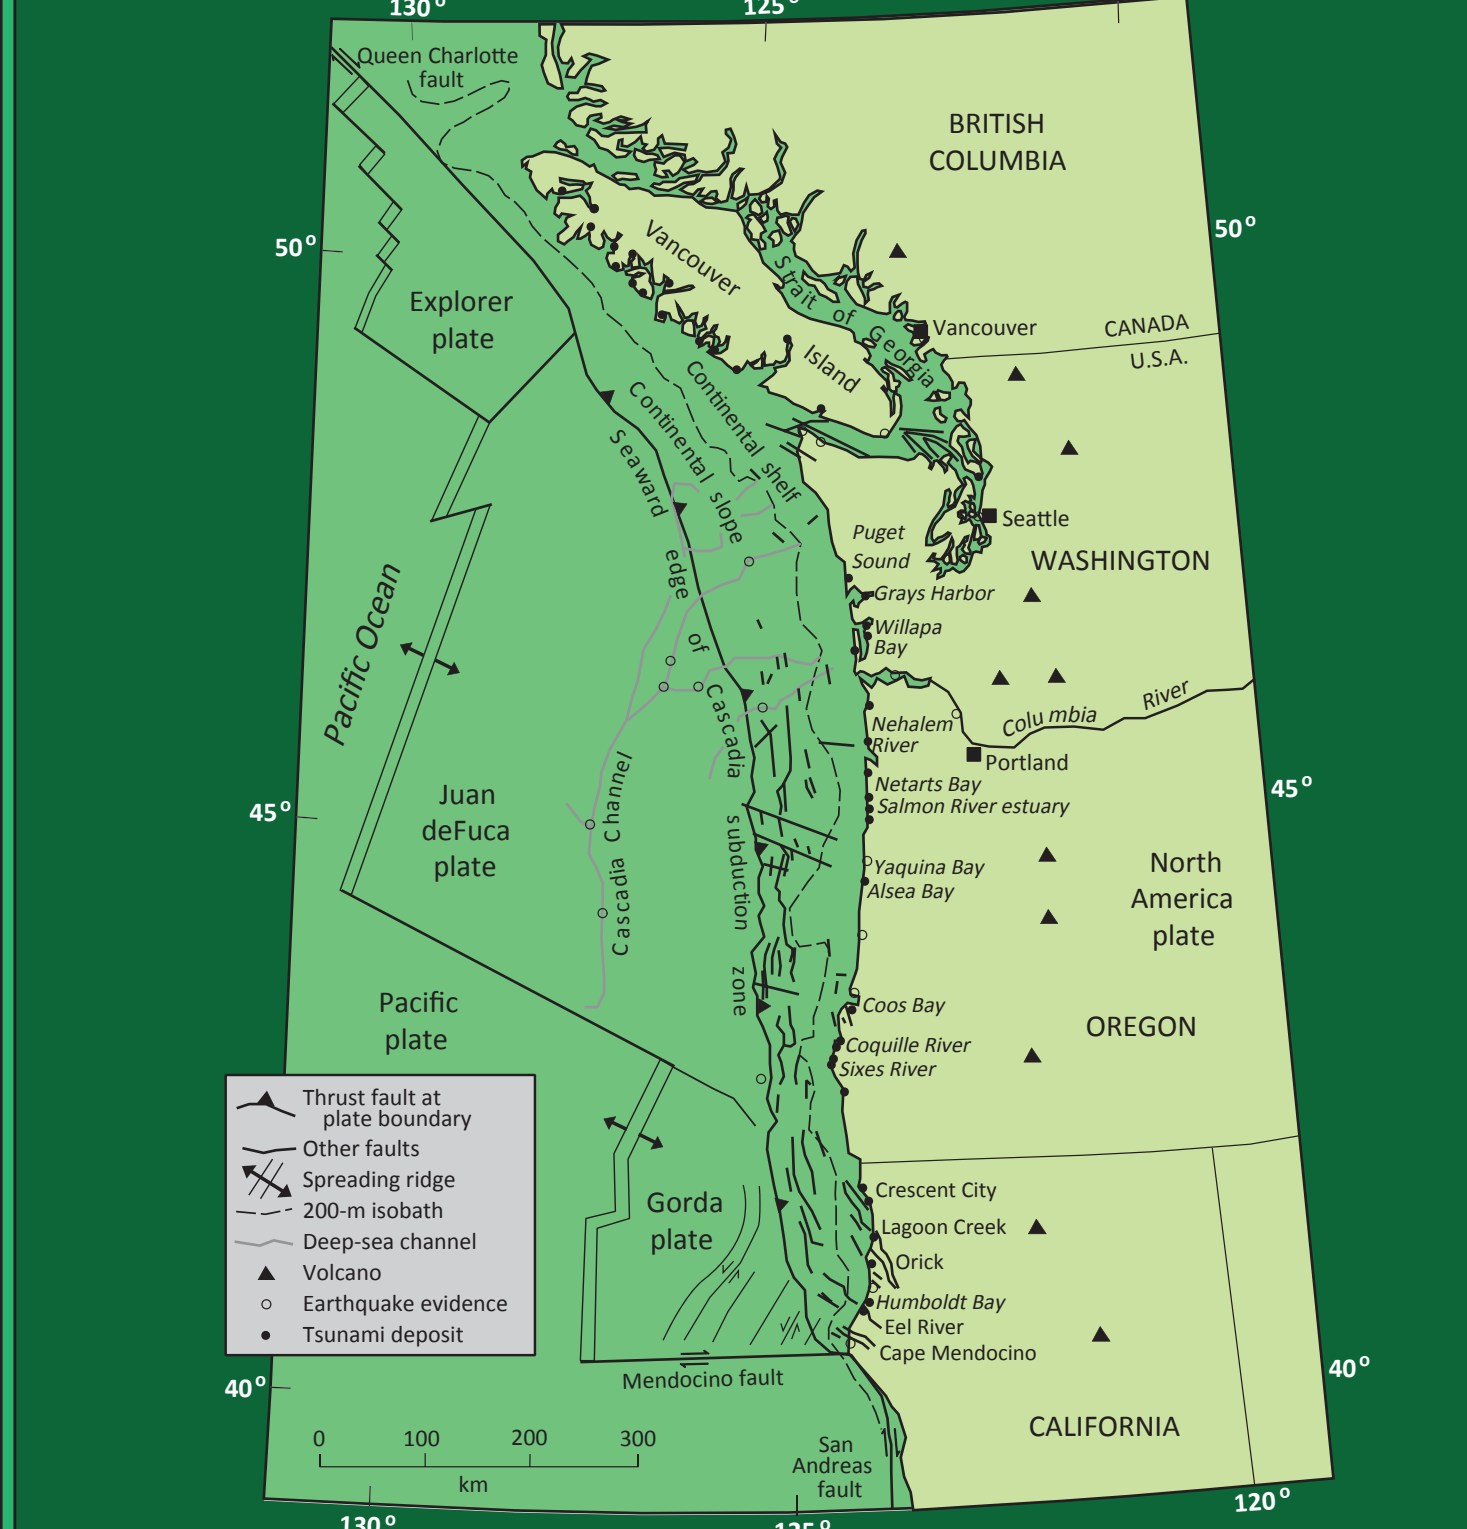 130°
125°
Queen Charlotte
fault
BRITISH
COLUMBIA
50°
50°
Vancouver
Island
Strait of Georgia
Explorer
plate
Vancouver
CANADA
U.S.A.
Continental shelf
Continental slope
Seaward edge of Cascadia subduction zone
Seattle
Puget
Sound
WASHINGTON
Grays Harbor
Willapa
Bay
Pacific Ocean
Columbia River
Nehalem
River
Portland
Netarts Bay
Salmon River estuary
45°
45°
Juan
deFuca
plate
Cascadia Channel
Yaquina Bay
Alsea Bay
North
America
plate
Pacific
plate
Coos Bay
OREGON
Coquille River
Sixes River
Thrust fault at
plate boundary
Other faults
Spreading ridge
200-m isobath
Deep-sea channel
Volcano
Earthquake evidence
Tsunami deposit
Gorda
plate
Crescent City
Lagoon Creek
Orick
Humboldt Bay
Eel River
Cape Mendocino
Mendocino fault
40°
40°
CALIFORNIA
0 100 200 300
km
San
Andreas
fault
130°
125°
120°